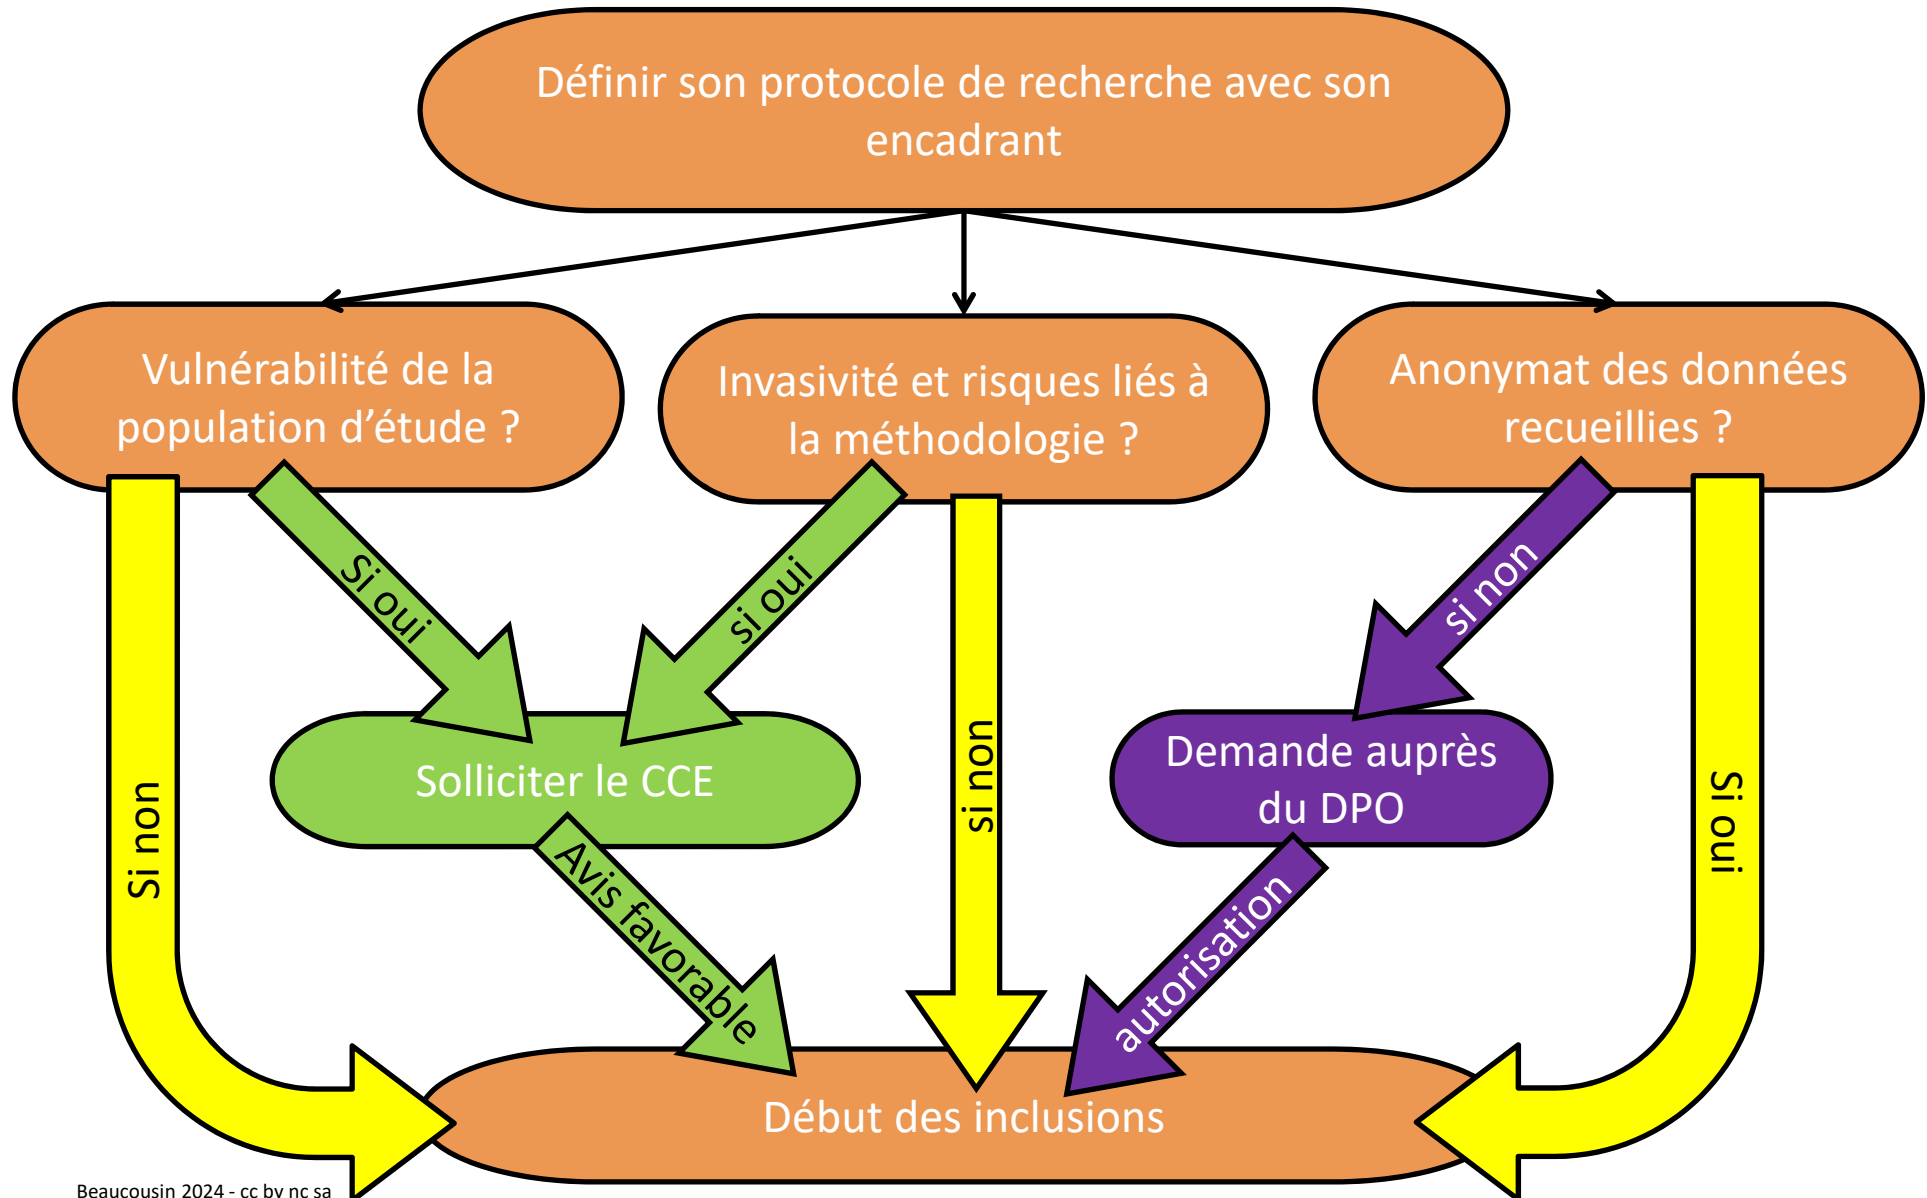 Définir son protocole de recherche avec son
encadrant
Vulnérabilité de la
population d’étude ?
Invasivité et risques liés à
la méthodologie ?
Anonymat des données
recueillies ?
Si oui
si oui
si non
Si non
Solliciter le CCE
si non
Demande auprès
du DPO
Si oui
Avis favorable
autorisation
Début des inclusions
Beaucousin 2024 - cc by nc sa